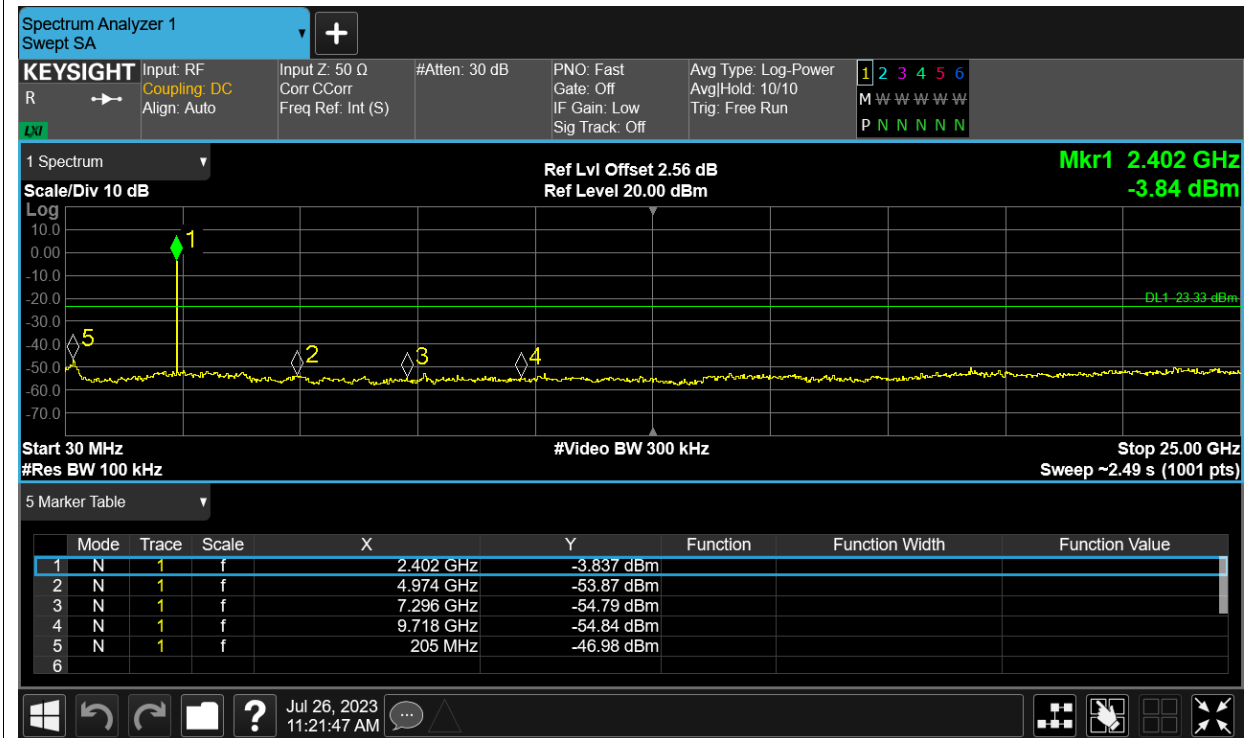 Spectrum Analyzer 1
Swept SA
+
KEYSIGHT
R
LXI
Input: RF
Coupling: DC
Align: Auto
Input Z: 50 Ω
Corr CCorr
Freq Ref: Int (S)
#Atten: 30 dB
PNO: Fast
Gate: Off
IF Gain: Low
Sig Track: Off
Avg Type: Log-Power
Avg|Hold: 10/10
Trig: Free Run
1 2 3 4 5 6
M W W W W W
P N N N N N
1 Spectrum
Scale/Div 10 dB
Ref Lvl Offset 2.56 dB
Ref Level 20.00 dBm
Mkr1 2.402 GHz
-3.84 dBm
Log
10.0
0.00
-10.0
-20.0
-30.0
-40.0
-50.0
-60.0
-70.0
1
DL1 -23.33 dBm
5
2
3
4
Start 30 MHz
#Video BW 300 kHz
Stop 25.00 GHz
#Res BW 100 kHz
Sweep ~2.49 s (1001 pts)
5 Marker Table
Mode Trace Scale X Y Function Function Width Function Value
1 N 1 f 2.402 GHz -3.837 dBm
2 N 1 f 4.974 GHz -53.87 dBm
3 N 1 f 7.296 GHz -54.79 dBm
4 N 1 f 9.718 GHz -54.84 dBm
5 N 1 f 205 MHz -46.98 dBm
6
?
Jul 26, 2023
11:21:47 AM